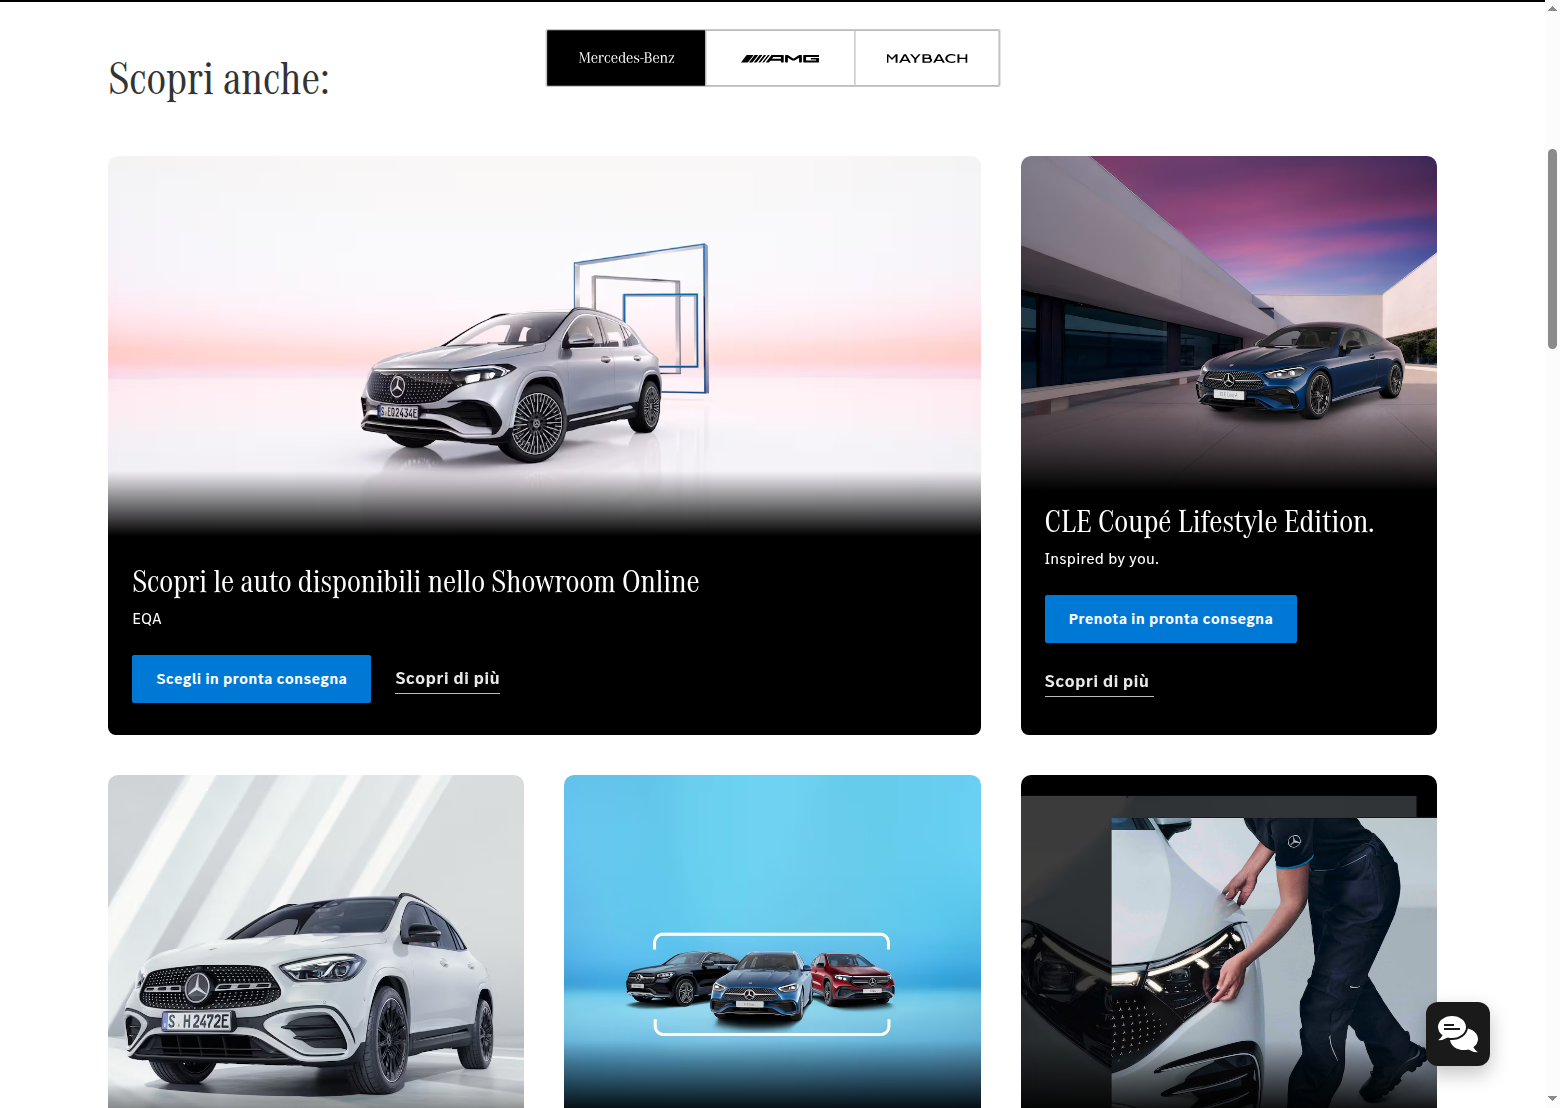 Mercedes-Benz
AMG
MAYBACH
Scopri anche:
S EQ2434E
Scopri le auto disponibili nello Showroom Online
EQA
Scegli in pronta consegna
Scopri di più
CLE Coupé Lifestyle Edition.
Inspired by you.
Prenota in pronta consegna
Scopri di più
S H 2472E